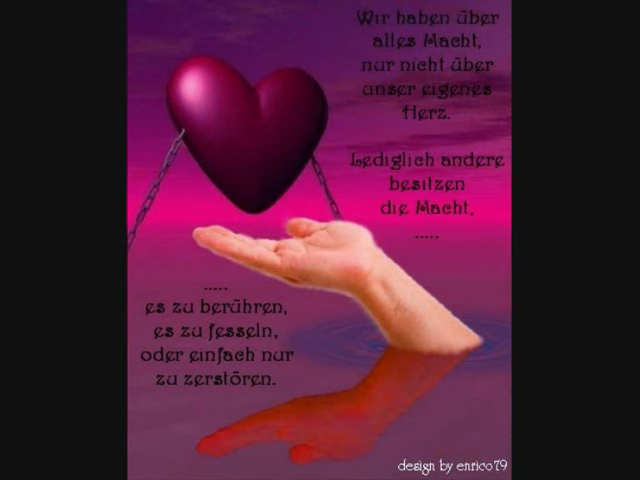 Wir haben über
alles Macht,
nur nicht über
unser eigenes
Herz.
Lediglich andere
besitzen
die Macht,
.....
.....
es zu berühren,
es zu fesseln,
oder einfach nur
zu zerstören.
design by enrico79